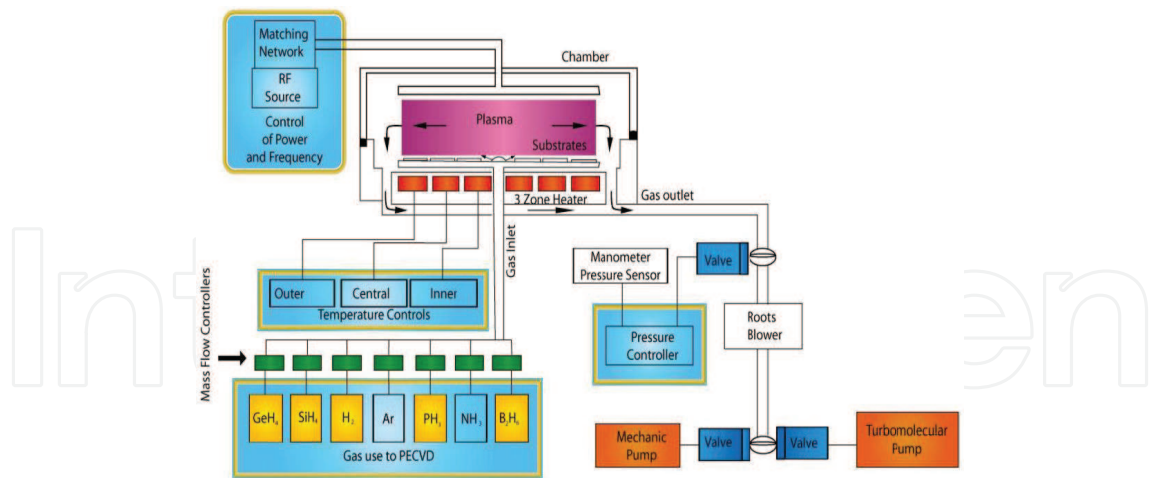 Matching
Network
RF
Source
Control
of Power
and Frequency
Chamber
Plasma
Substrates
3 Zone Heater
Gas outlet
Gas Inlet
Outer
Central
Inner
Temperature Controls
Mass Flow Controllers
Manometer
Pressure Sensor
Valve
Pressure
Controller
Roots
Blower
GeH₄
SiH₄
H₂
Ar
PH₃
NH₃
B₂H₆
Gas use to PECVD
Mechanic
Pump
Valve
Valve
Turbomolecular
Pump
Int
en